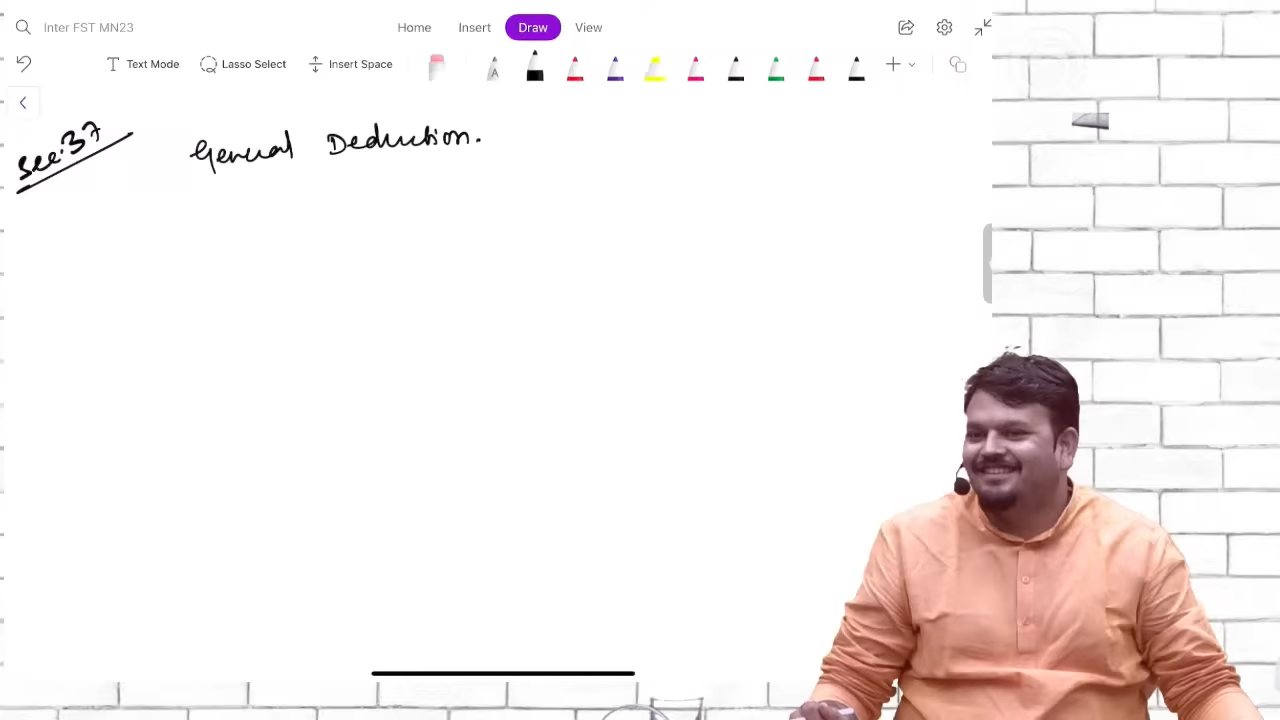 Inter FST MN23
Home Insert Draw View
Text Mode Lasso Select Insert Space
A
Sec:37 General Deduction.